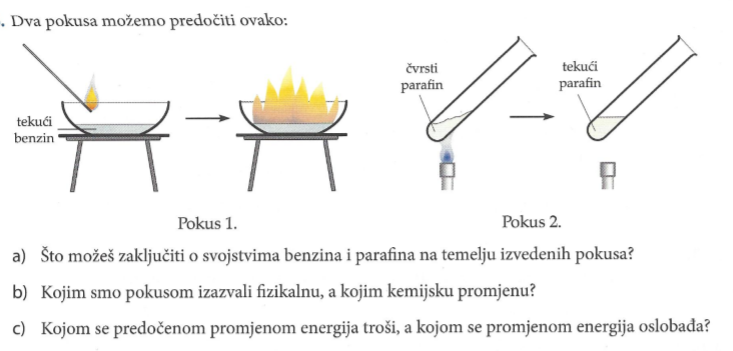 . Dva pokusa možemo predočiti ovako:
tekući
benzin
čvrsti
parafin
tekući
parafin
Pokus 1.
Pokus 2.
a) Što možeš zaključiti o svojstvima benzina i parafina na temelju izvedenih pokusa?
b) Kojim smo pokusom izazvali fizikalnu, a kojim kemijsku promjenu?
c) Kojom se predočenom promjenom energija troši, a kojom se promjenom energija oslobađa?